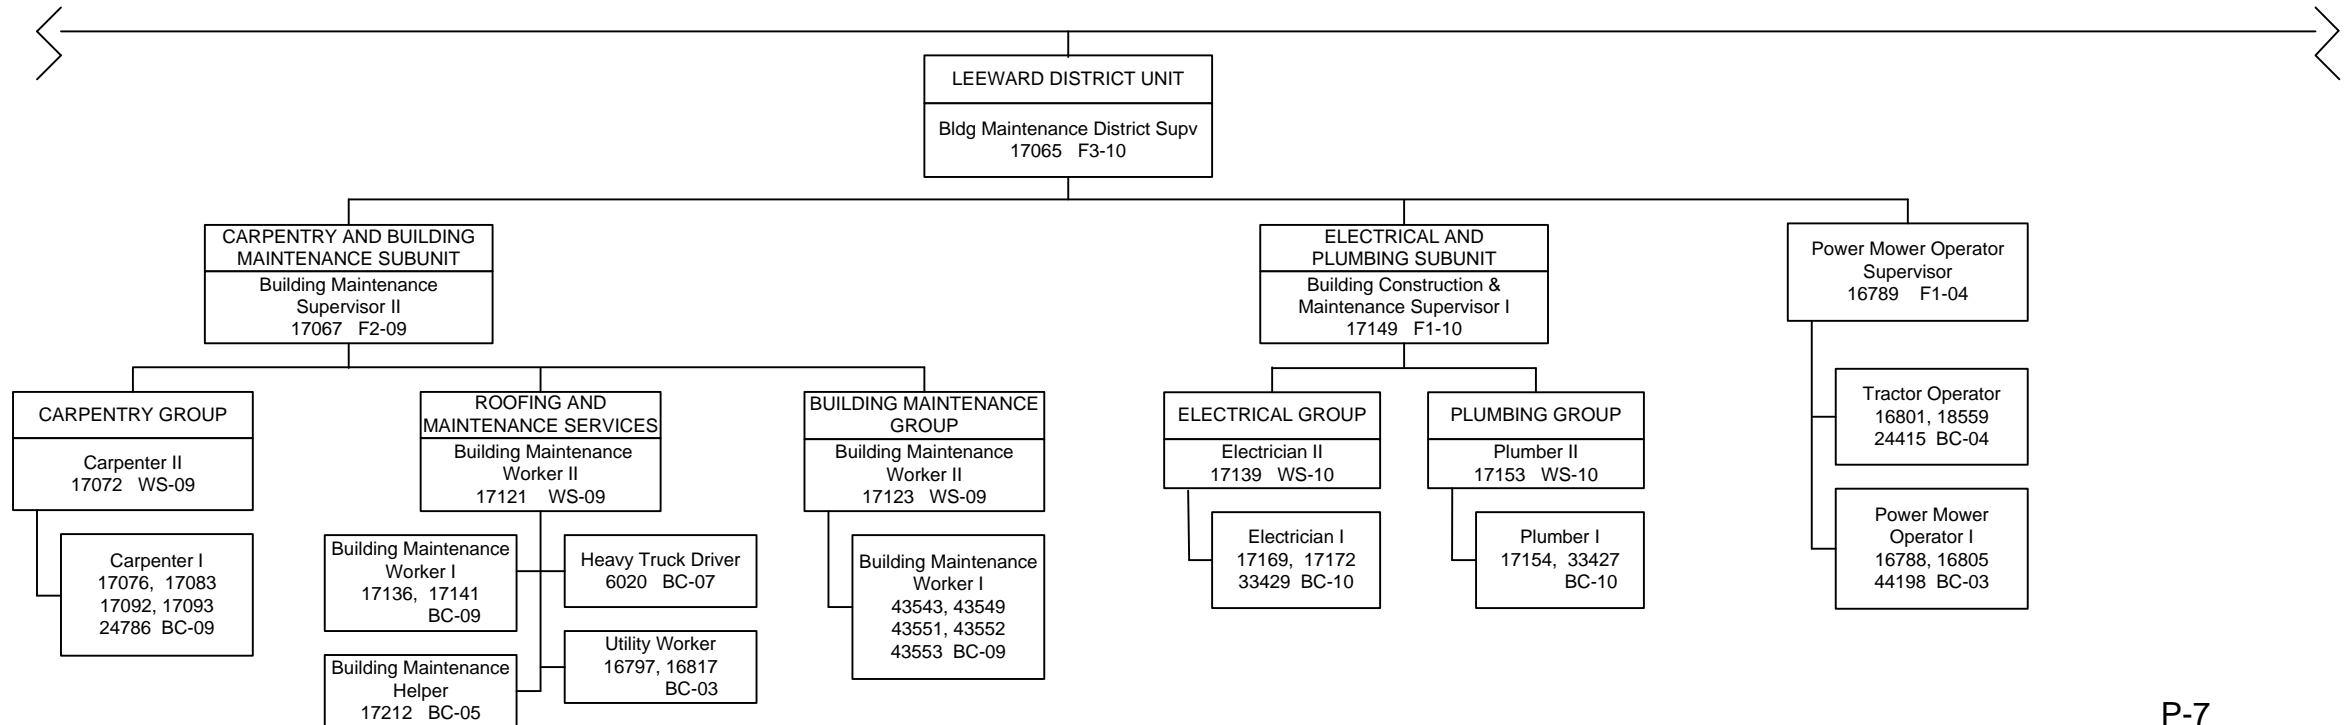 LEEWARD DISTRICT UNIT
Bldg Maintenance District Supv
17065 F3-10
CARPENTRY AND BUILDING
MAINTENANCE SUBUNIT
Building Maintenance
Supervisor II
17067 F2-09
ELECTRICAL AND
PLUMBING SUBUNIT
Building Construction &
Maintenance Supervisor I
17149 F1-10
Power Mower Operator
Supervisor
16789 F1-04
CARPENTRY GROUP
Carpenter II
17072 WS-09
Carpenter I
17076, 17083
17092, 17093
24786 BC-09
ROOFING AND
MAINTENANCE SERVICES
Building Maintenance
Worker II
17121 WS-09
Building Maintenance
Worker I
17136, 17141
BC-09
Heavy Truck Driver
6020 BC-07
Building Maintenance
Helper
17212 BC-05
Utility Worker
16797, 16817
BC-03
BUILDING MAINTENANCE
GROUP
Building Maintenance
Worker II
17123 WS-09
Building Maintenance
Worker I
43543, 43549
43551, 43552
43553 BC-09
ELECTRICAL GROUP
Electrician II
17139 WS-10
Electrician I
17169, 17172
33429 BC-10
PLUMBING GROUP
Plumber II
17153 WS-10
Plumber I
17154, 33427
BC-10
Tractor Operator
16801, 18559
24415 BC-04
Power Mower
Operator I
16788, 16805
44198 BC-03
P-7